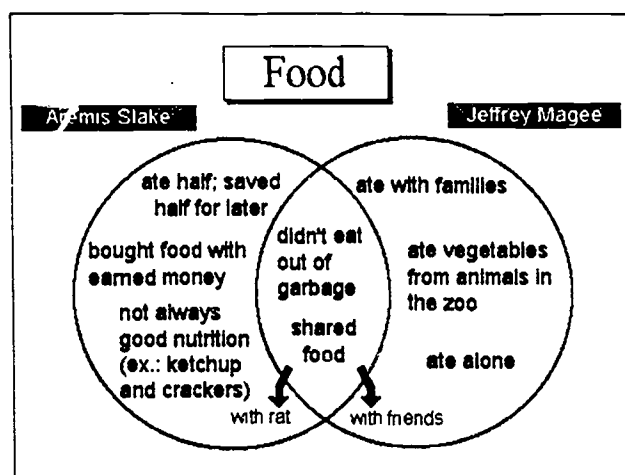 Food
Aremis Slake
Jeffrey Magee
ate half; saved
half for later
bought food with
earned money
not always
good nutrition
(ex.: ketchup
and crackers)
didn't eat
out of
garbage
shared
food
with rat
with friends
ate with families
ate vegetables
from animals in
the zoo
ate alone